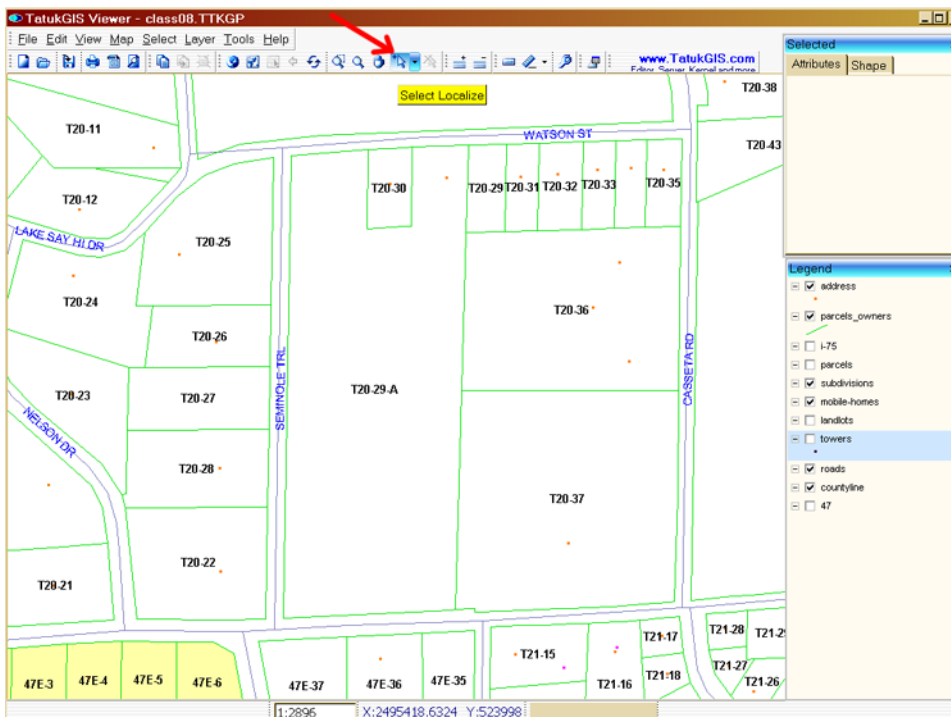 TatukGIS Viewer - class08.TTKGP
File Edit View Map Select Layer Tools Help
www.TatukGIS.com
Editor, Server, Kernel and more
Select Localize
Selected
Attributes Shape
T20-38
T20-11
WATSON ST
T20-43
T20-30
T20-29
T20-31
T20-32
T20-33
T20-35
T20-12
LAKE SAY HI DR
T20-25
Legend
address
parcels_owners
i-75
parcels
subdivisions
mobile-homes
landlots
towers
roads
countyline
47
T20-24
T20-36
T20-26
SEMINOLE TRL
CASSETA RD
T20-23
T20-27
T20-29-A
NELSON DR
T20-28
T20-37
T20-22
T20-21
T21-17
T21-28
T21-15
T21-27
T21-18
T21-26
T21-16
47E-3
47E-4
47E-5
47E-6
47E-37
47E-36
47E-35
1:2896
X:2495418.6324 Y:523998